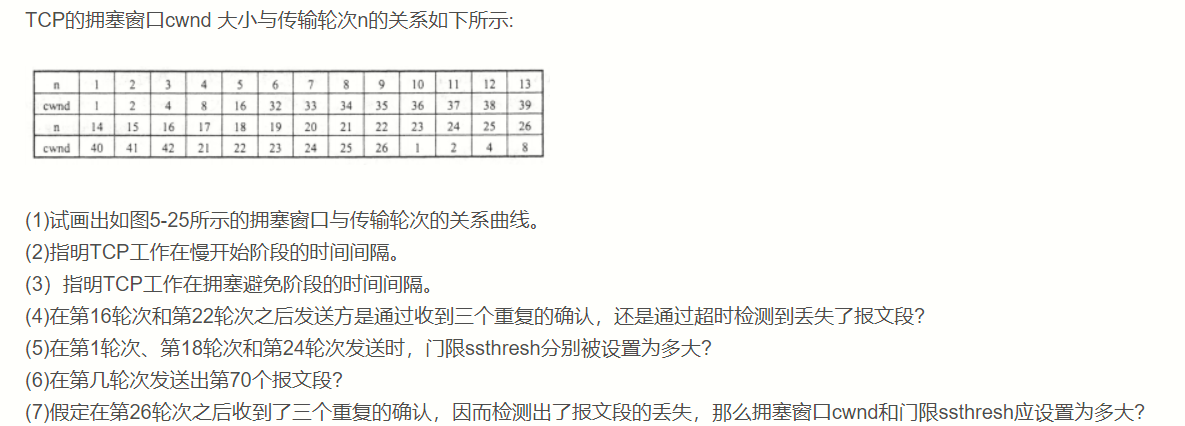 TCP的拥塞窗口cwnd 大小与传输轮次n的关系如下所示:
n 1 2 3 4 5 6 7 8 9 10 11 12 13
cwnd 1 2 4 8 16 32 33 34 35 36 37 38 39
n 14 15 16 17 18 19 20 21 22 23 24 25 26
cwnd 40 41 42 21 22 23 24 25 26 1 2 4 8
(1)试画出如图5-25所示的拥塞窗口与传输轮次的关系曲线。
(2)指明TCP工作在慢开始阶段的时间间隔。
(3）指明TCP工作在拥塞避免阶段的时间间隔。
(4)在第16轮次和第22轮次之后发送方是通过收到三个重复的确认，还是通过超时检测到丢失了报文段?
(5)在第1轮次、第18轮次和第24轮次发送时，门限ssthresh分别被设置为多大?
(6)在第几轮次发送出第70个报文段?
(7)假定在第26轮次之后收到了三个重复的确认，因而检测出了报文段的丢失，那么拥塞窗口cwnd和门限ssthresh应设置为多大?